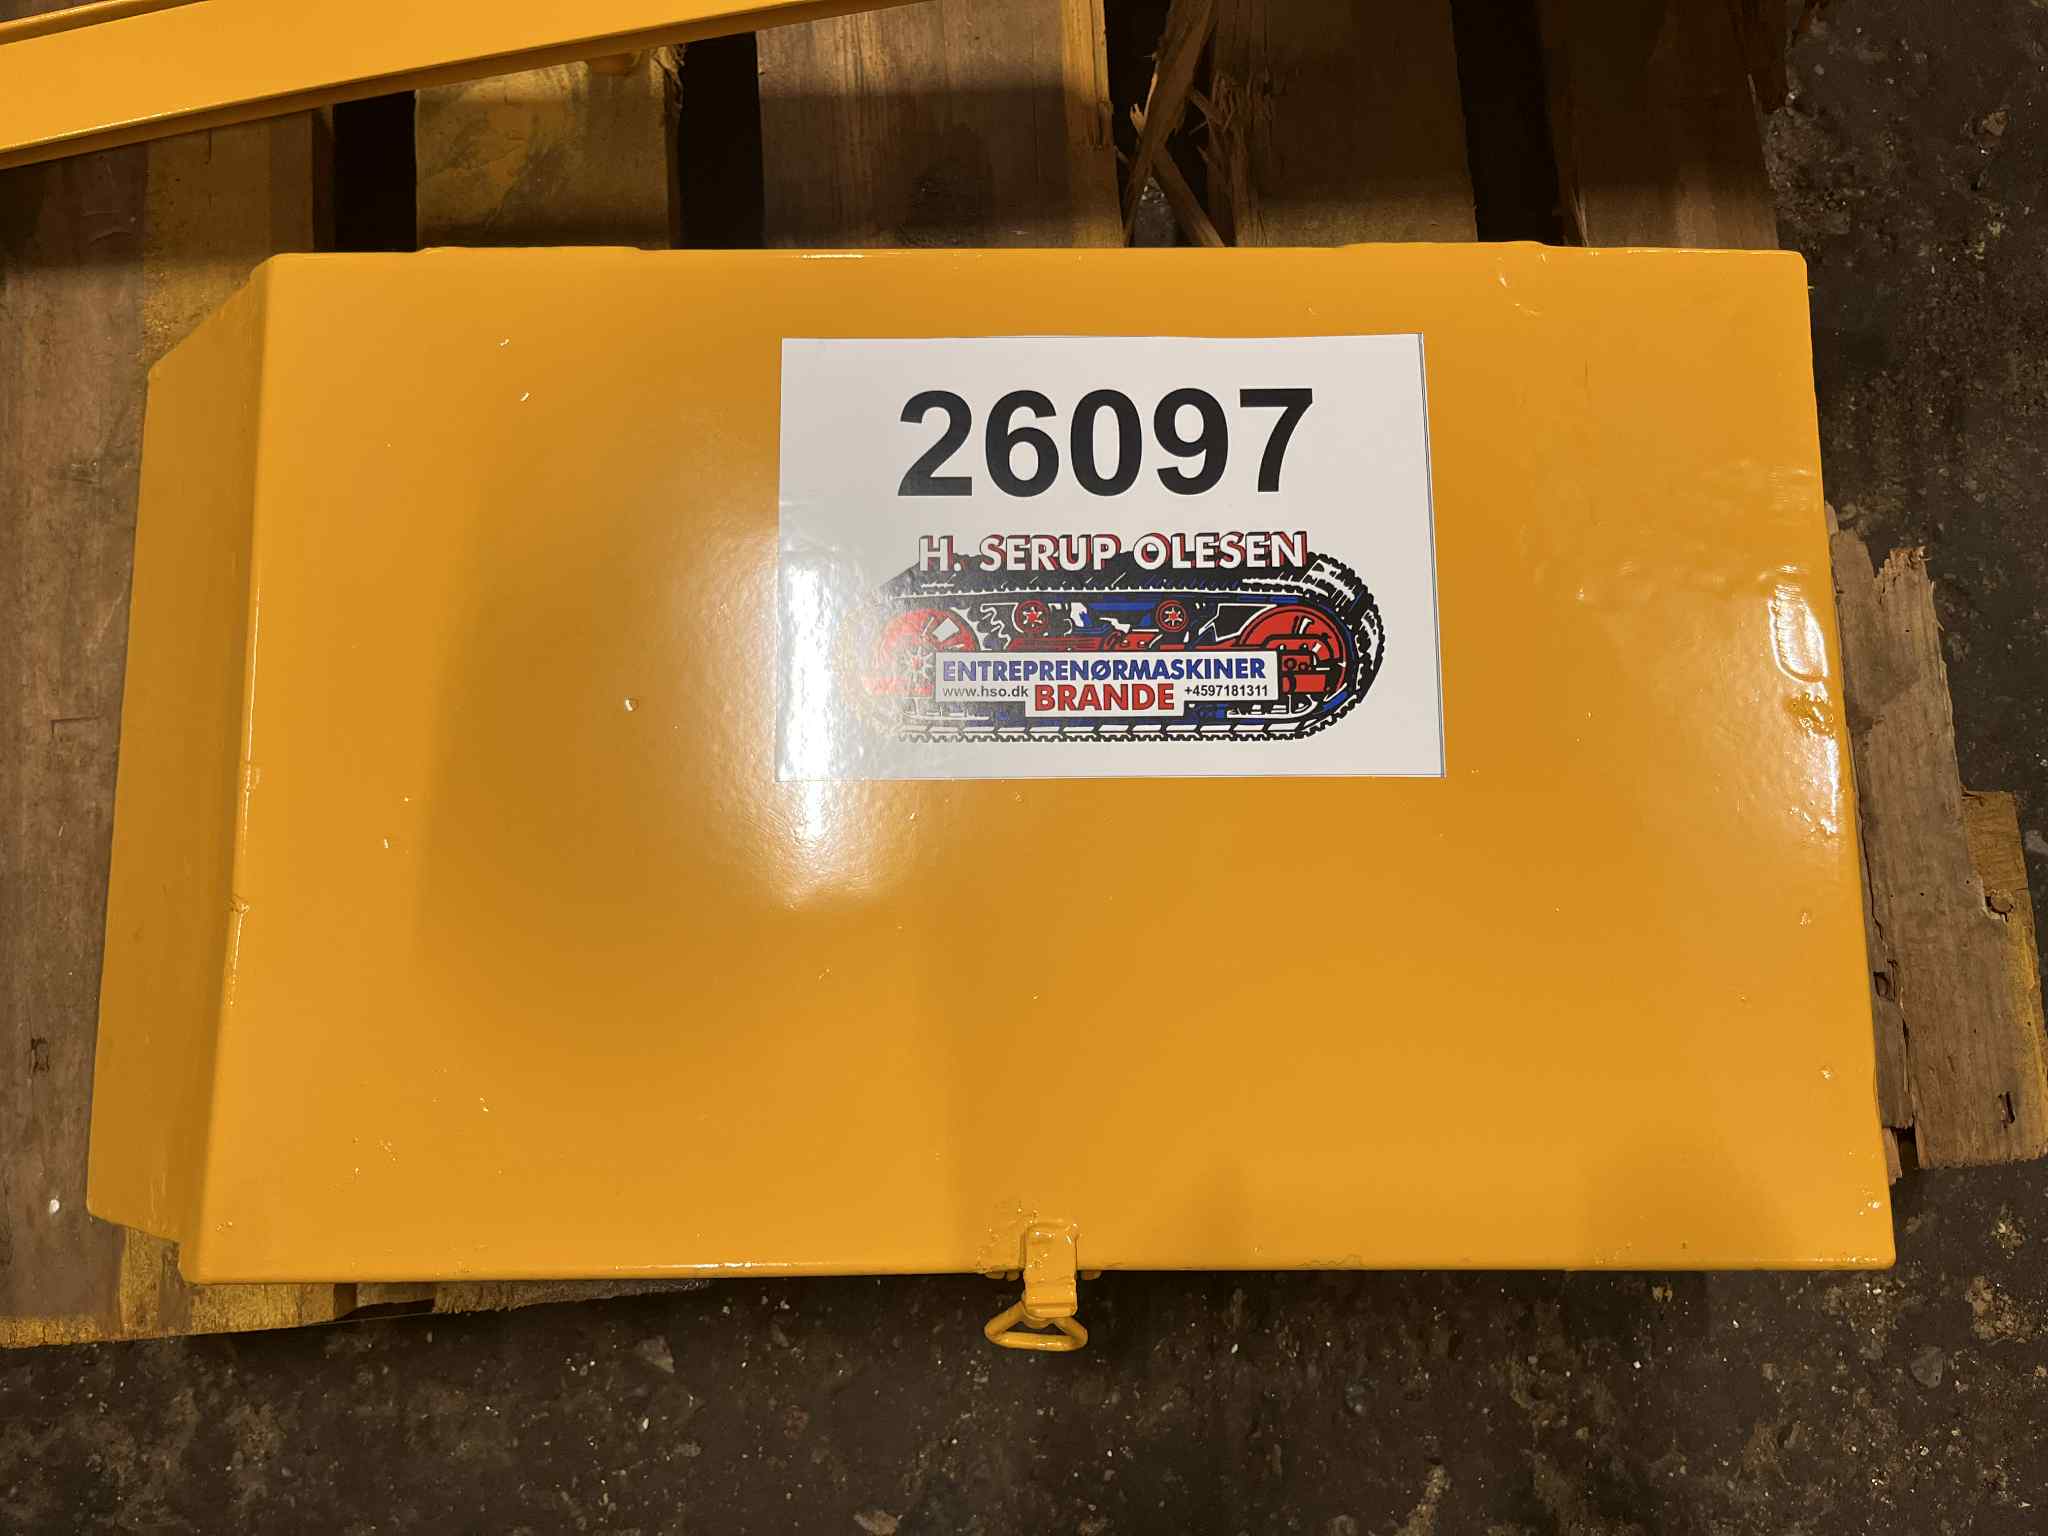 26097
H. SERUP OLESEN
ENTREPRENØRMASKINER
www.hso.dk BRANDE +4597181311